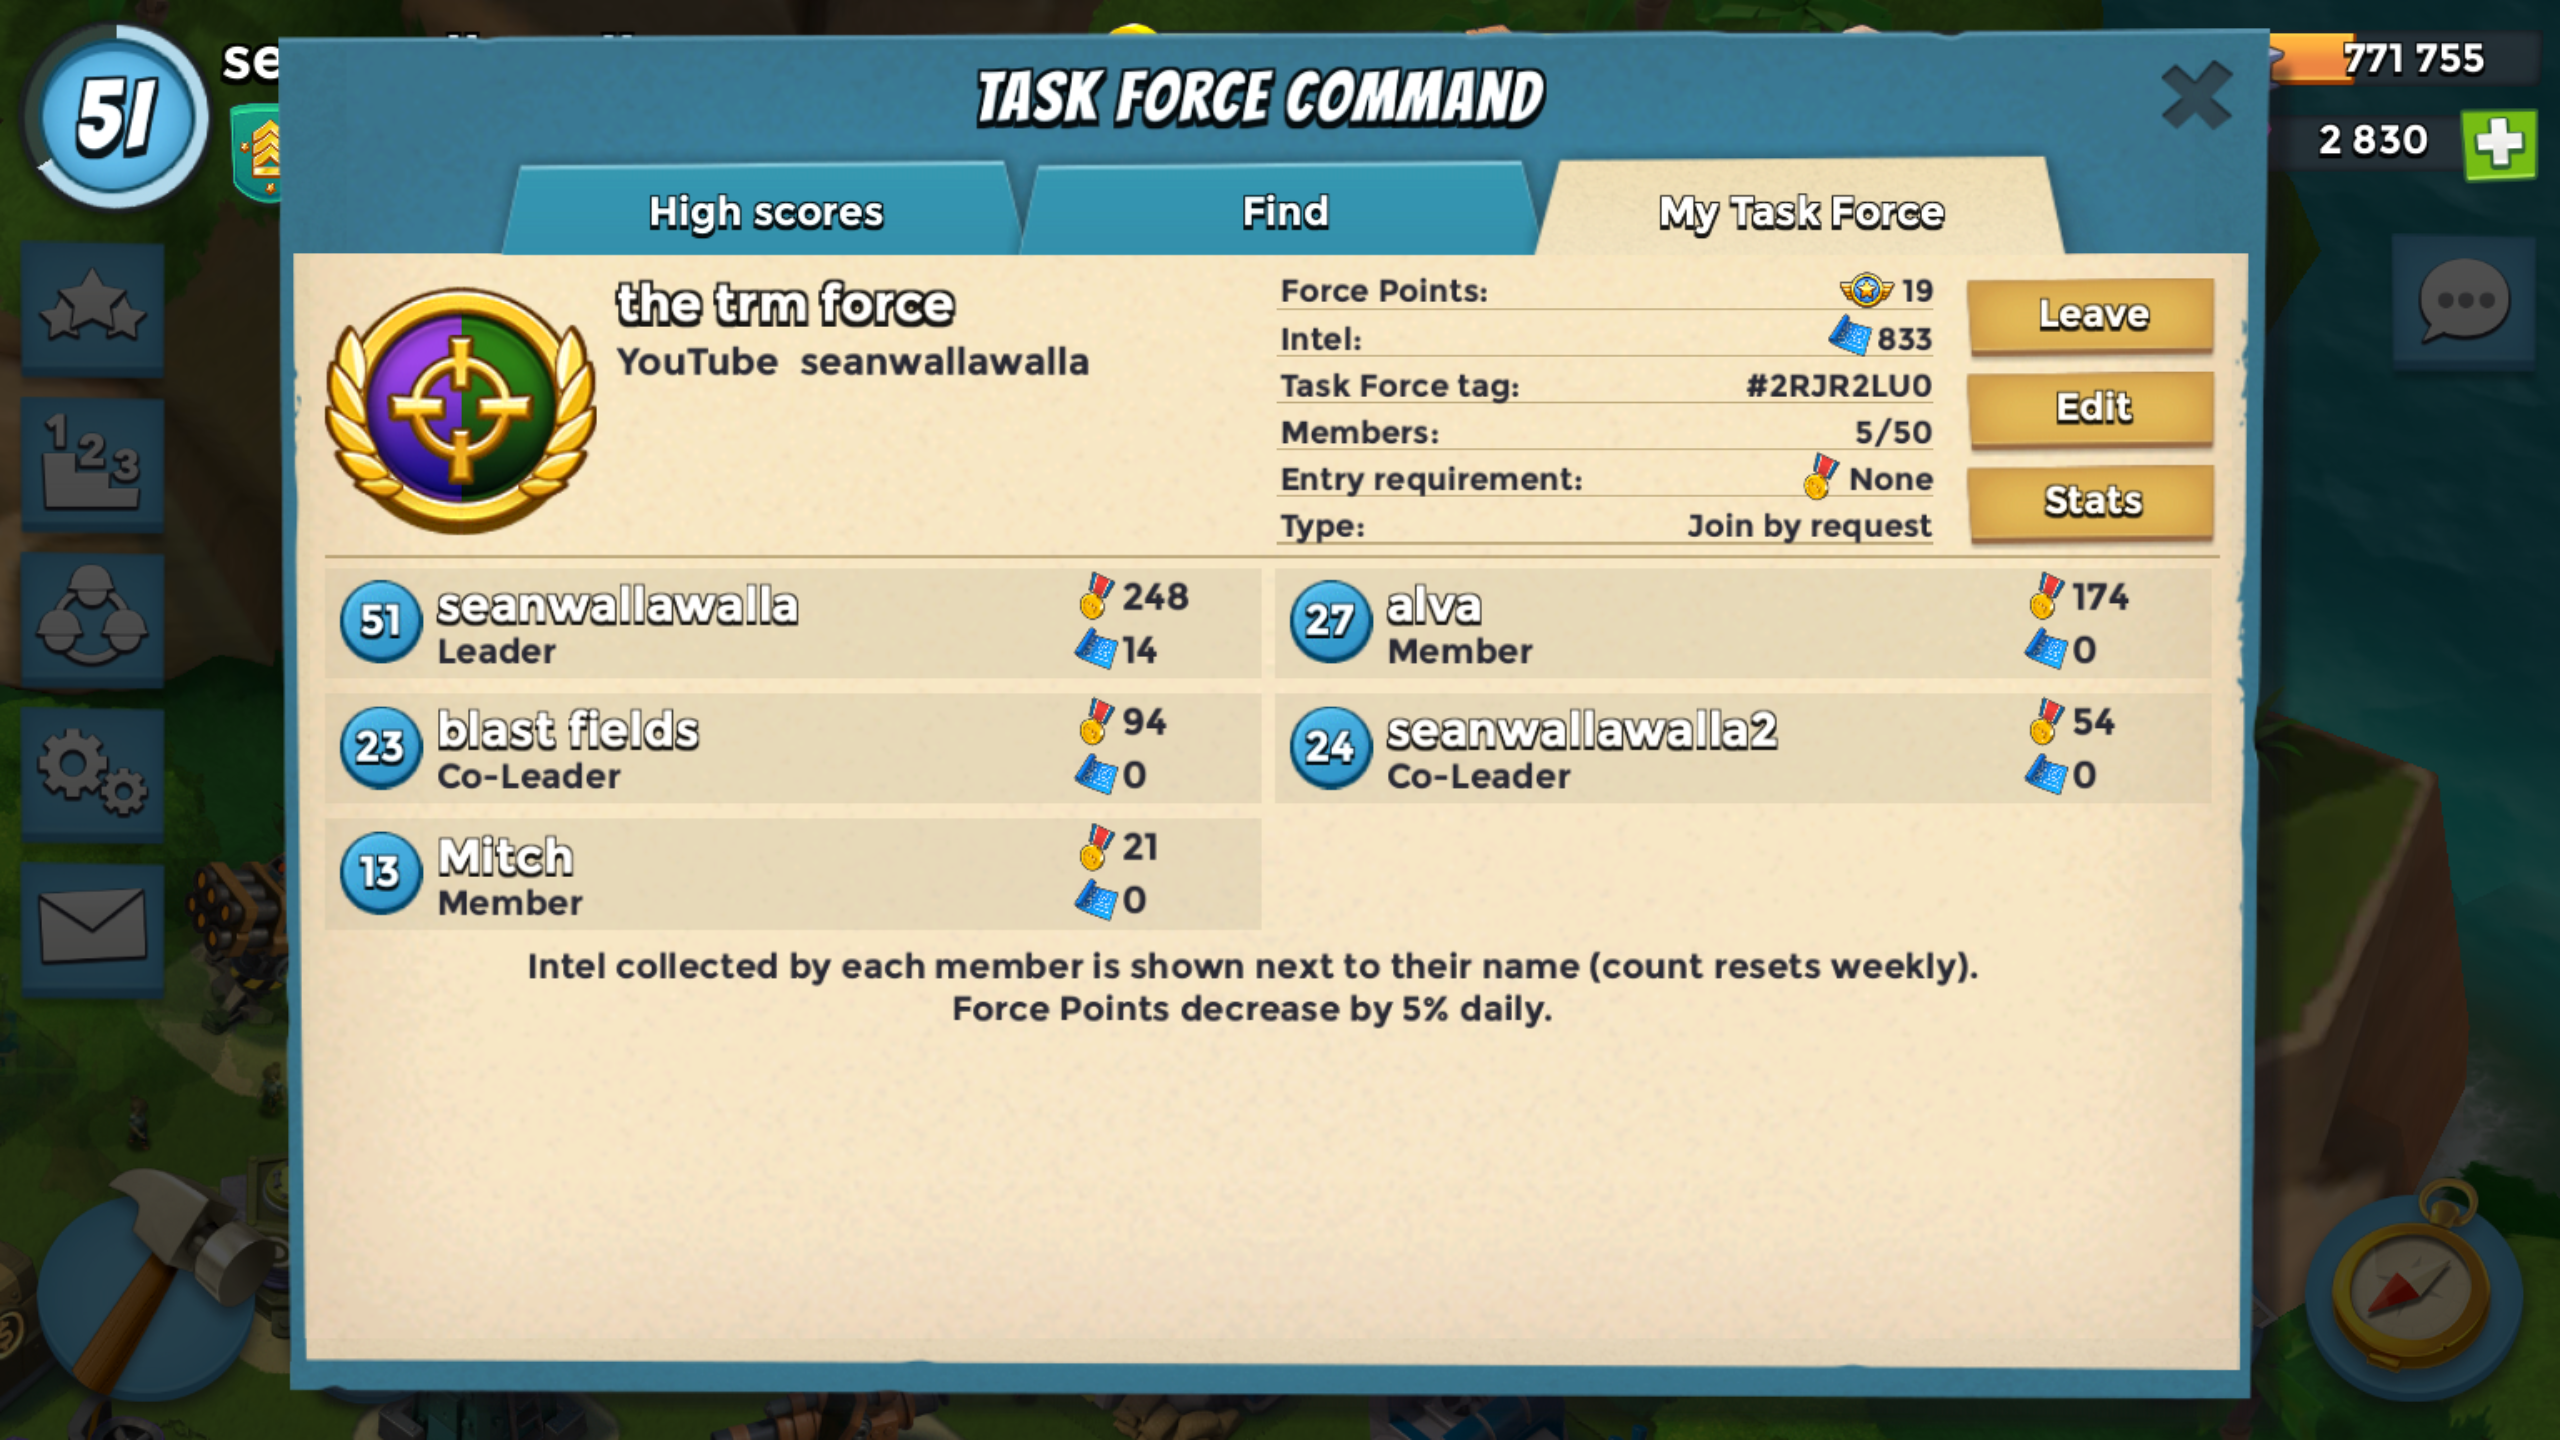 51
se
771 755
2 830
TASK FORCE COMMAND
High scores
Find
My Task Force
the trm force
YouTube  seanwallawalla
Force Points: 19
Intel: 833
Task Force tag: #2RJR2LU0
Members: 5/50
Entry requirement: None
Type: Join by request
Leave
Edit
Stats
51 seanwallawalla 248
Leader 14
27 alva 174
Member 0
23 blast fields 94
Co-Leader 0
24 seanwallawalla2 54
Co-Leader 0
13 Mitch 21
Member 0
Intel collected by each member is shown next to their name (count resets weekly).
Force Points decrease by 5% daily.
1 2 3